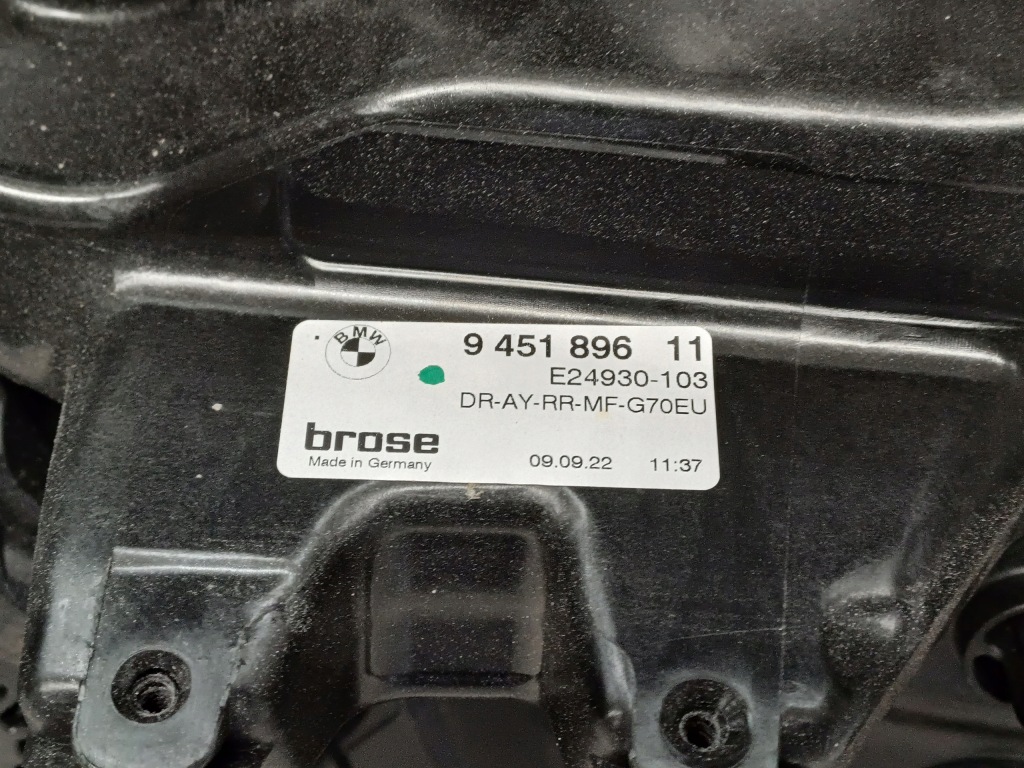 BMW
9 451 896 11
E24930-103
DR-AY-RR-MF-G70EU
brose
Made in Germany
09.09.22 11:37